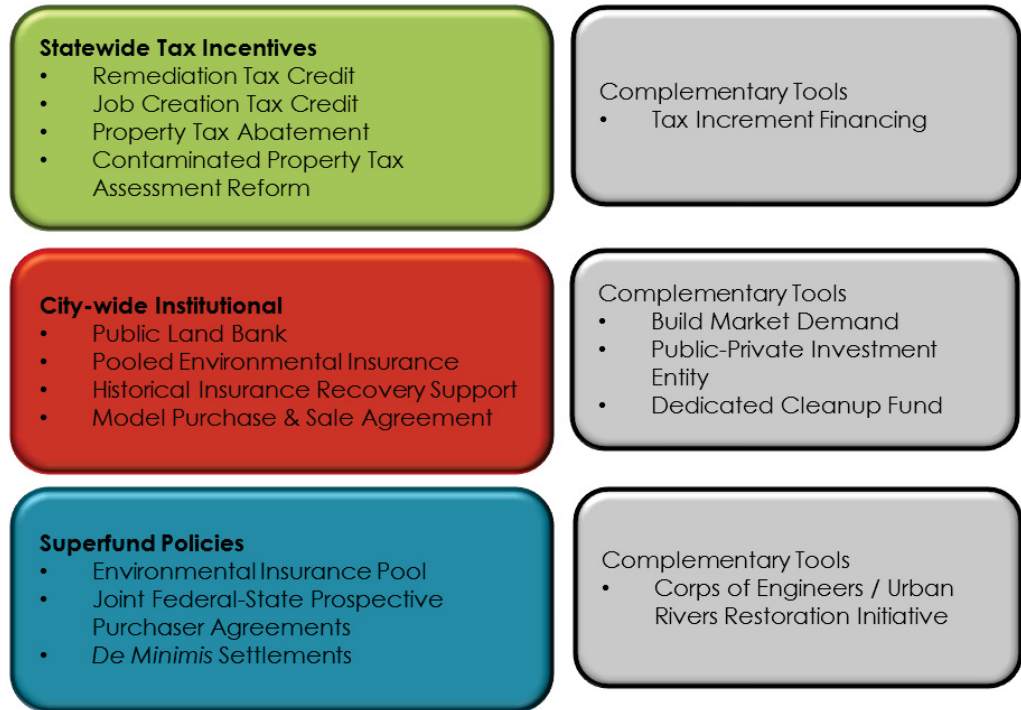 Statewide Tax Incentives
• Remediation Tax Credit
• Job Creation Tax Credit
• Property Tax Abatement
• Contaminated Property Tax
Assessment Reform
Complementary Tools
• Tax Increment Financing
City-wide Institutional
• Public Land Bank
• Pooled Environmental Insurance
• Historical Insurance Recovery Support
• Model Purchase & Sale Agreement
Complementary Tools
• Build Market Demand
• Public-Private Investment
Entity
• Dedicated Cleanup Fund
Superfund Policies
• Environmental Insurance Pool
• Joint Federal-State Prospective
Purchaser Agreements
• De Minimis Settlements
Complementary Tools
• Corps of Engineers / Urban
Rivers Restoration Initiative